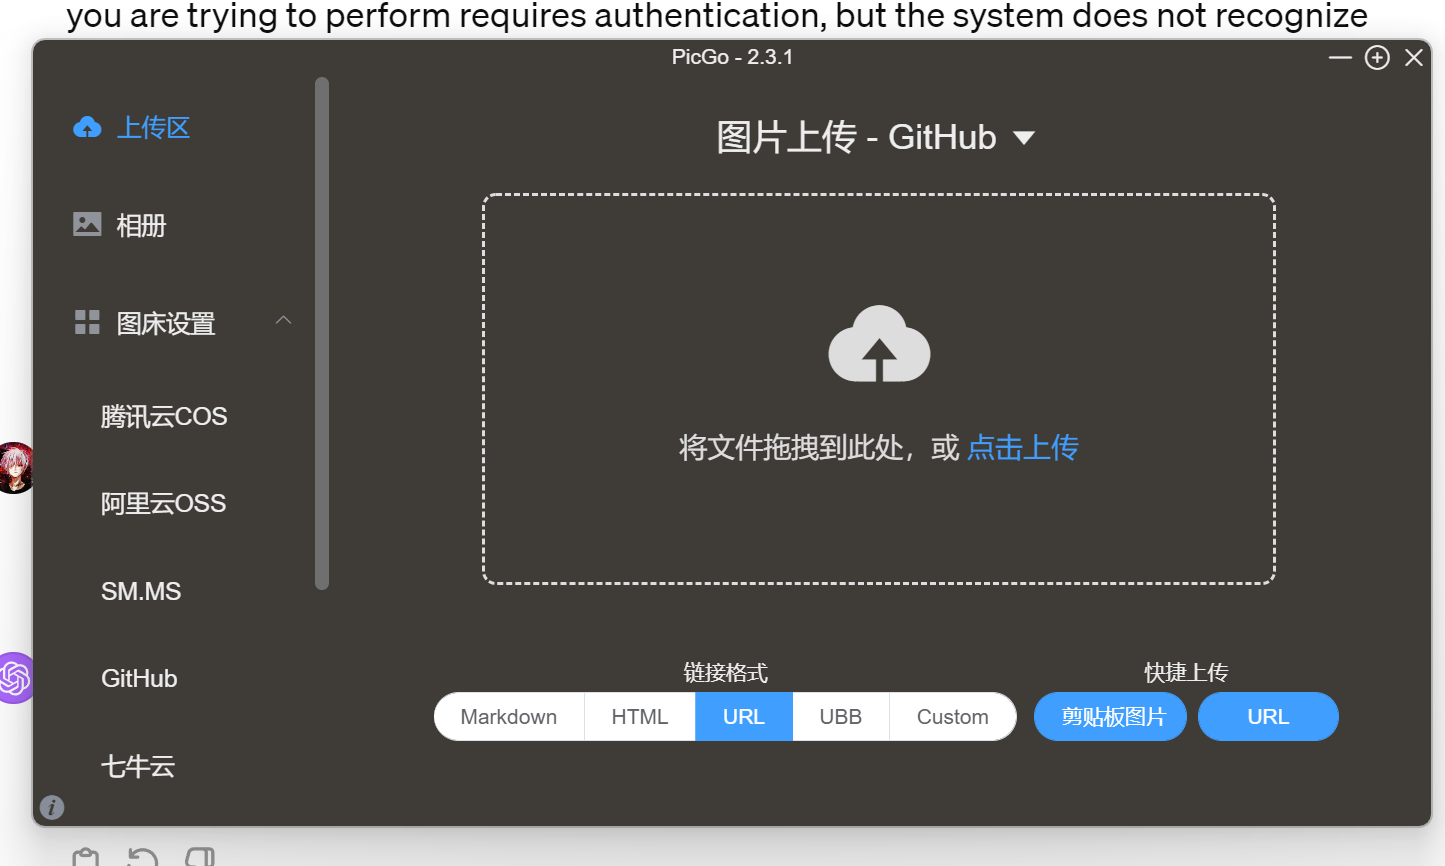 you are trying to perform requires authentication, but the system does not recognize
PicGo - 2.3.1
上传区
相册
图床设置
腾讯云COS
阿里云OSS
SM.MS
GitHub
七牛云
图片上传 - GitHub
将文件拖拽到此处，或 点击上传
链接格式
Markdown HTML URL UBB Custom
快捷上传
剪贴板图片 URL